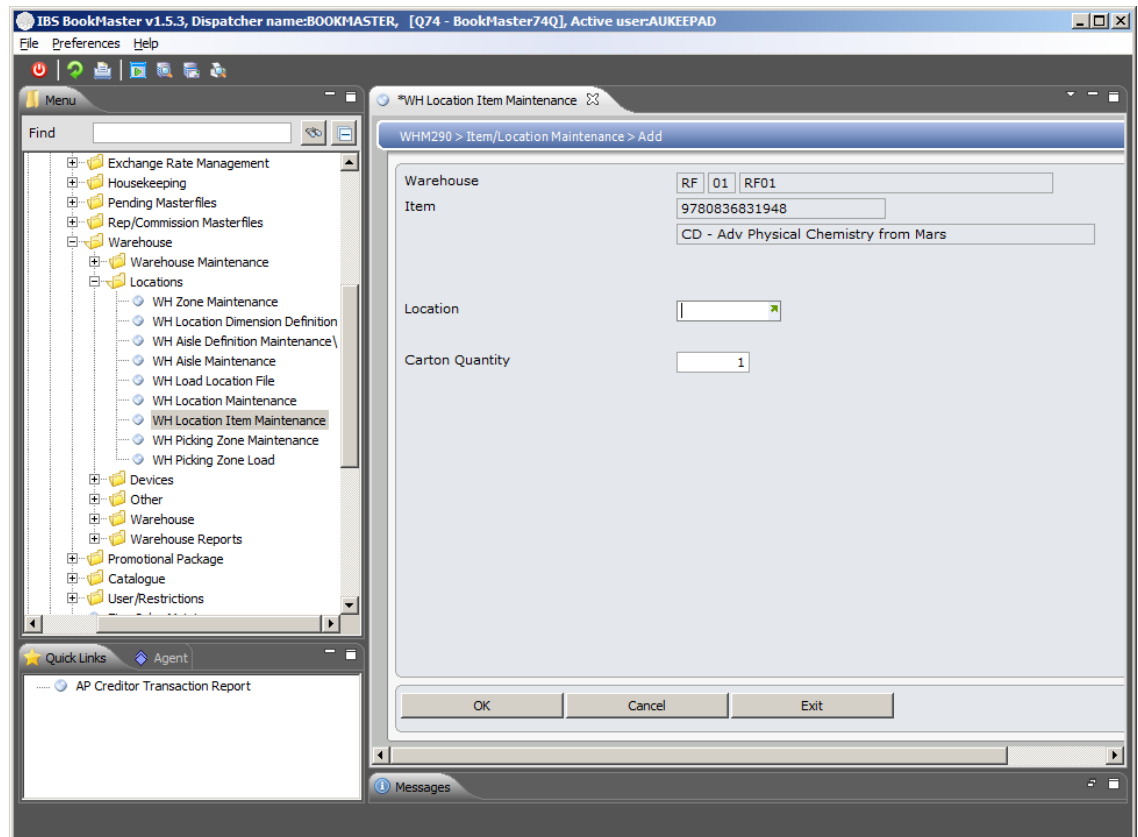 IBS BookMaster v1.5.3, Dispatcher name:BOOKMASTER, [Q74 - BookMaster74Q], Active user:AUKEEPAD
File Preferences Help
Menu
Find
Exchange Rate Management
Housekeeping
Pending Masterfiles
Rep/Commission Masterfiles
Warehouse
Warehouse Maintenance
Locations
WH Zone Maintenance
WH Location Dimension Definition
WH Aisle Definition Maintenance\
WH Aisle Maintenance
WH Load Location File
WH Location Maintenance
WH Location Item Maintenance
WH Picking Zone Maintenance
WH Picking Zone Load
Devices
Other
Warehouse
Warehouse Reports
Promotional Package
Catalogue
User/Restrictions
Quick Links Agent
AP Creditor Transaction Report
*WH Location Item Maintenance
WHM290 > Item/Location Maintenance > Add
Warehouse RF 01 RF01
Item 9780836831948
CD - Adv Physical Chemistry from Mars
Location
Carton Quantity 1
OK Cancel Exit
Messages